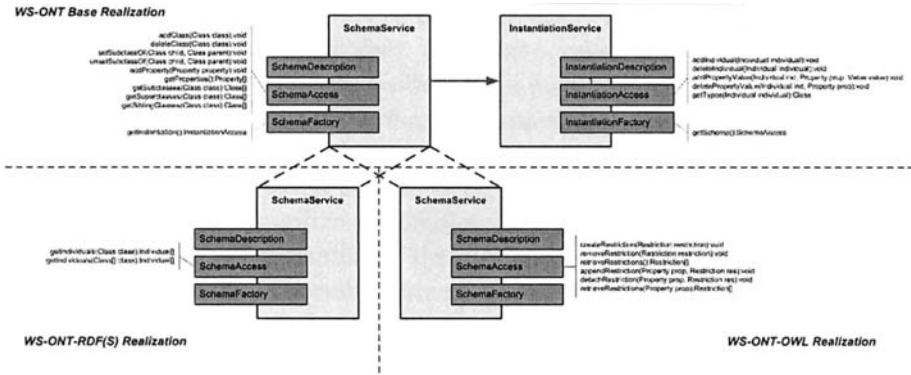 WS-ONT Base Realization
SchemaService
InstantiationService
addClass(Class class):void
deleteClass(Class class):void
setSubclassOf(Class child, Class parent):void
unsetSubclassOf(Class child, Class parent):void
addProperty(Property property):void
getProperties():Property[]
getSubclasses(Class class):Class[]
getSuperclasses(Class class):Class[]
getSiblingClasses(Class class):Class[]
getInstantiation():InstantiationAccess
SchemaDescription
SchemaAccess
SchemaFactory
InstantiationDescription
InstantiationAccess
InstantiationFactory
addIndividual(Individual individual):void
deleteIndividual(Individual individual):void
addPropertyValue(Individual ind, Property prop, Value value):void
deletePropertyValue(Individual ind, Property prop):void
getTypes(Individual individual):Class
getSchema():SchemaAccess
SchemaService
SchemaService
getIndividuals(Class class):Individual[]
getIndividuals(Class[] class):Individual[]
SchemaDescription
SchemaAccess
SchemaFactory
SchemaDescription
SchemaAccess
SchemaFactory
createRestriction(Restriction restriction):void
removeRestriction(Restriction restriction):void
retrieveRestrictions():Restriction[]
appendRestriction(Property prop, Restriction res):void
detachRestriction(Property prop, Restriction res):void
retrieveRestrictions(Property prop):Restriction[]
WS-ONT-RDF(S) Realization
WS-ONT-OWL Realization